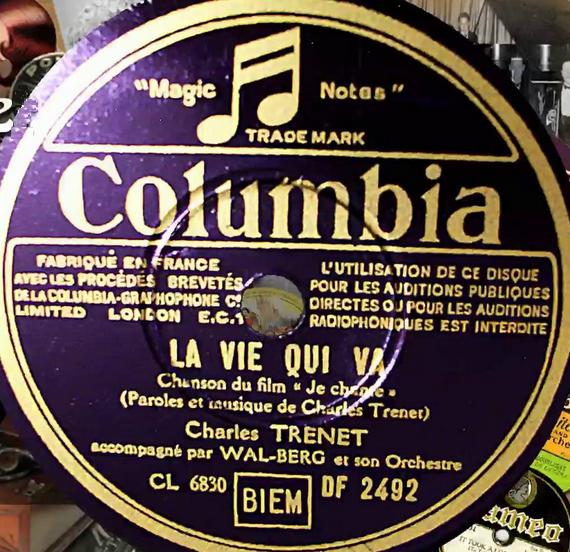 "Magic Notes"
TRADE MARK
Columbia
FABRIQUÉ EN FRANCE
AVEC LES PROCÉDÉS BREVETÉS
DE LA COLUMBIA-GRAPHOPHONE Cº
LIMITED LONDON E.C.1
L'UTILISATION DE CE DISQUE
POUR LES AUDITIONS PUBLIQUES
DIRECTES OU POUR LES AUDITIONS
RADIOPHONIQUES EST INTERDITE
LA VIE QUI VA
Chanson du film « Je chante »
(Paroles et musique de Charles Trenet)
Charles TRENET
accompagné par WAL-BERG et son Orchestre
CL 6830 BIEM DF 2492